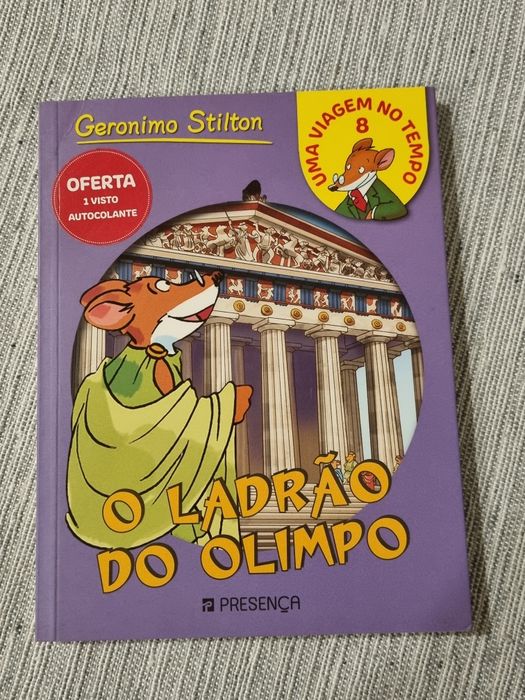 Geronimo Stilton
UMA VIAGEM NO TEMPO
8
OFERTA
1 VISTO
AUTOCOLANTE
O LADRÃO
DO OLIMPO
PRESENÇA